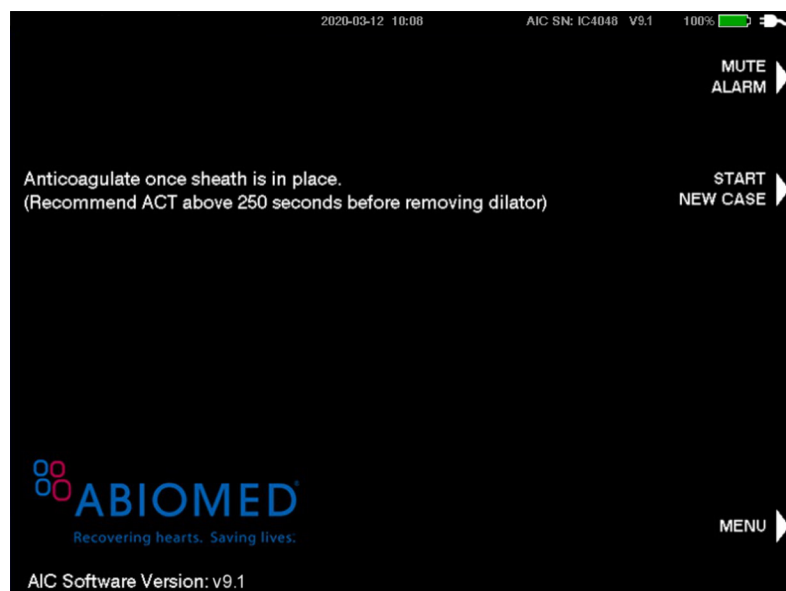 2020-03-12 10:08 AIC SN: IC4048 V9.1 100%
MUTE
ALARM
Anticoagulate once sheath is in place.
(Recommend ACT above 250 seconds before removing dilator)
START
NEW CASE
ABIOMED
Recovering hearts. Saving lives.
MENU
AIC Software Version: v9.1